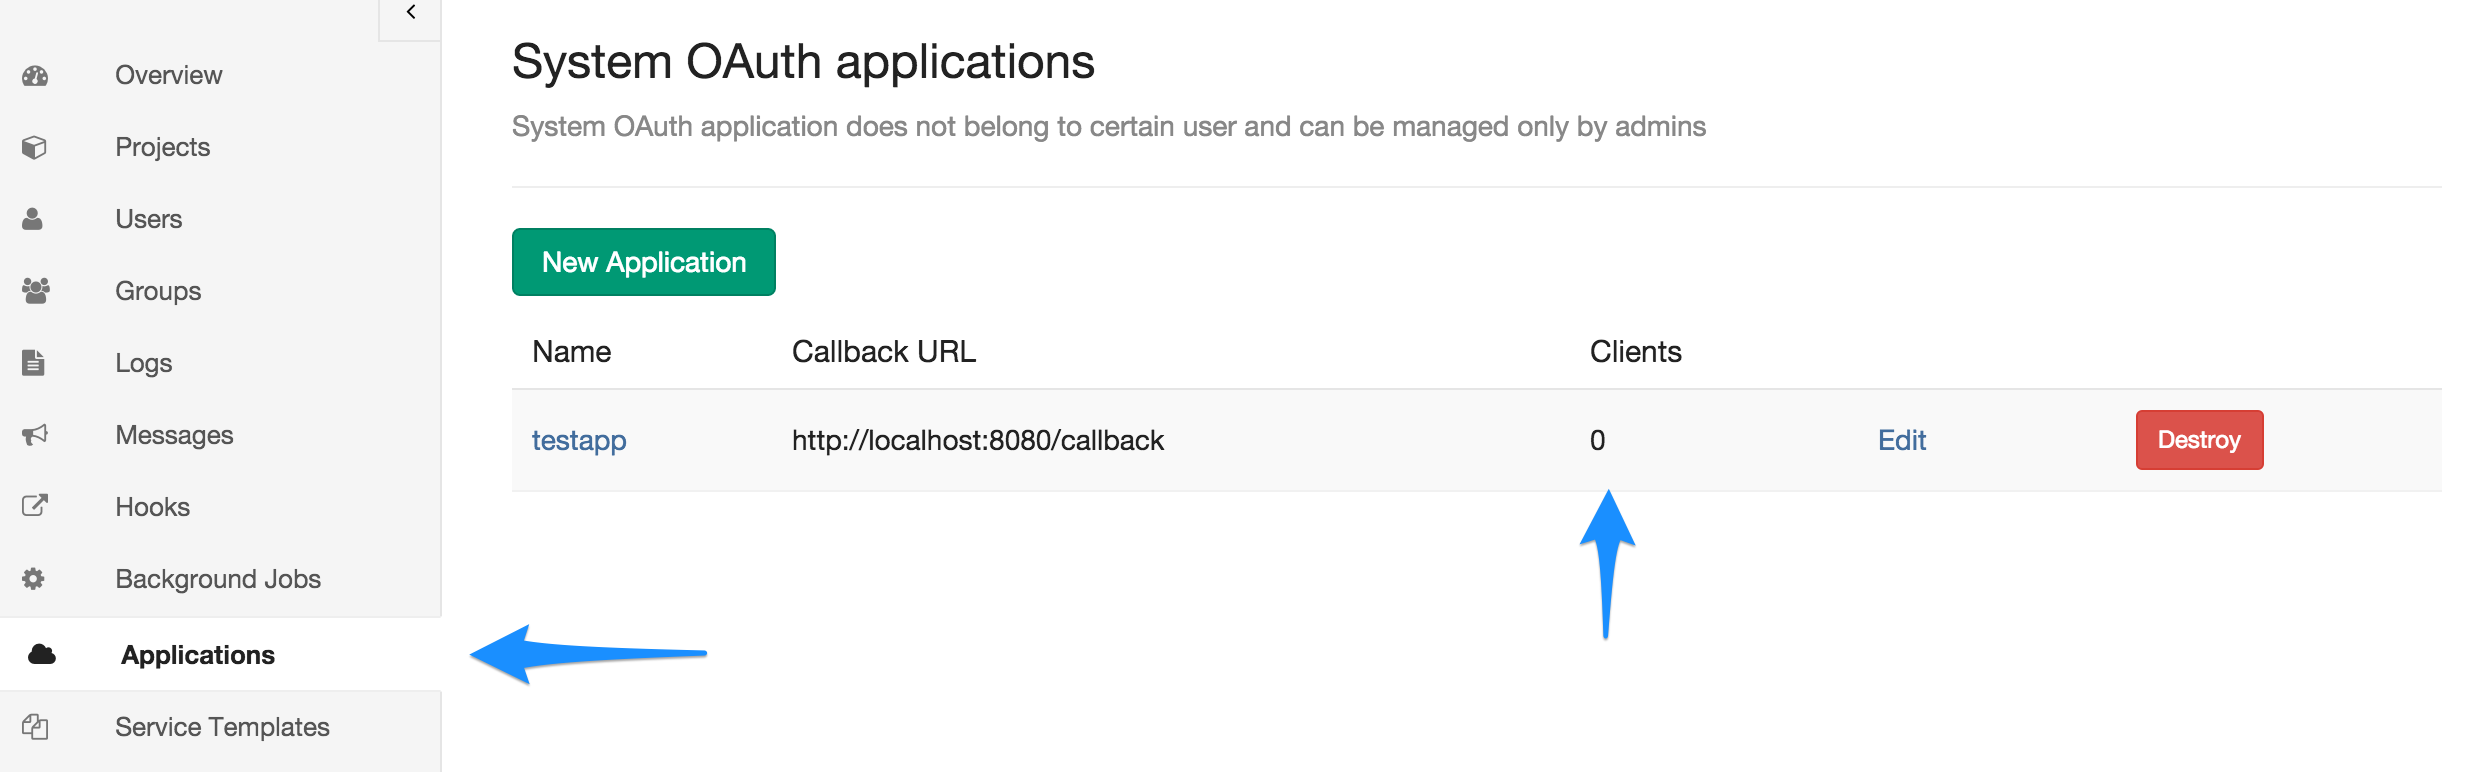 Overview
Projects
Users
Groups
Logs
Messages
Hooks
Background Jobs
Applications
Service Templates
System OAuth applications
System OAuth application does not belong to certain user and can be managed only by admins
New Application
Name Callback URL Clients
testapp http://localhost:8080/callback 0 Edit Destroy